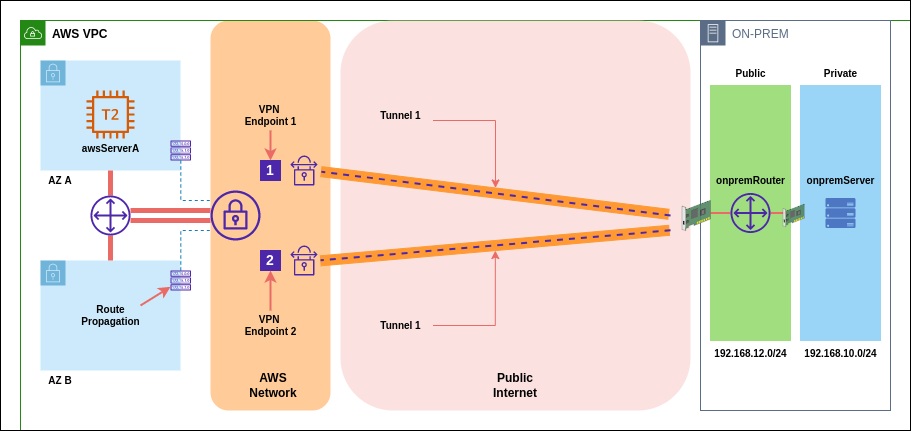 AWS VPC
ON-PREM
Public
Private
T2
awsServerA
AZ A
VPN
Endpoint 1
1
Tunnel 1
onpremRouter
onpremServer
2
Route
Propagation
VPN
Endpoint 2
Tunnel 1
AZ B
AWS
Network
Public
Internet
192.168.12.0/24
192.168.10.0/24